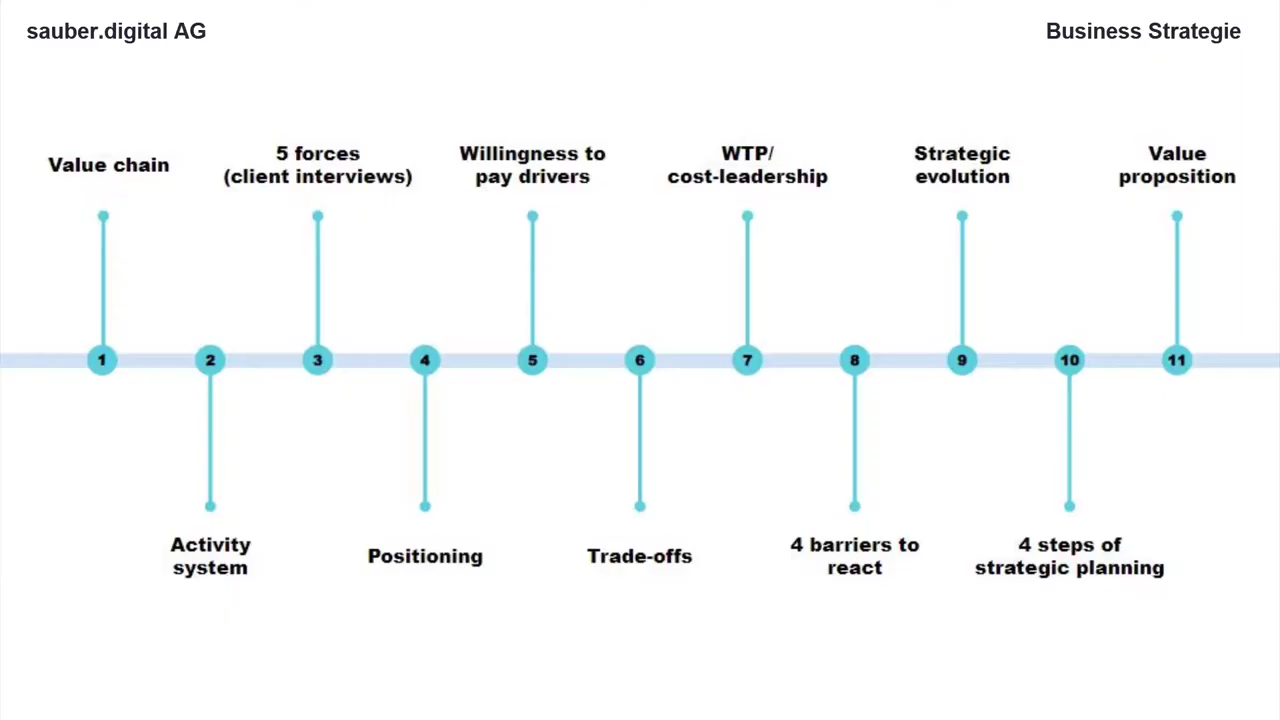 sauber.digital AG
Business Strategie
Value chain
5 forces
(client interviews)
Willingness to
pay drivers
WTP/
cost-leadership
Strategic
evolution
Value
proposition
1
2
3
4
5
6
7
8
9
10
11
Activity
system
Positioning
Trade-offs
4 barriers to
react
4 steps of
strategic planning